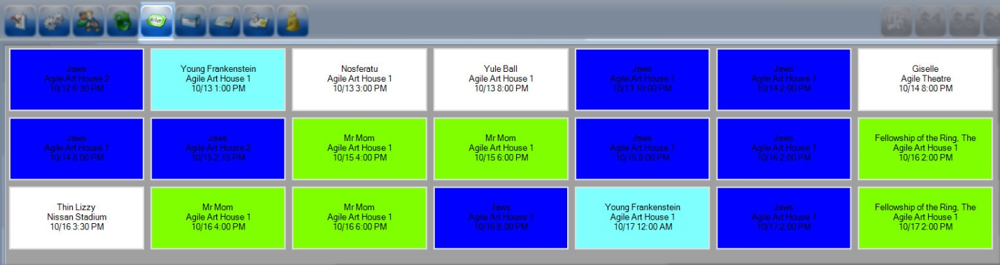 ticket
DR
$1
$5
Jaws
Agile Art House 2
10/12 6:30 PM
Young Frankenstein
Agile Art House 1
10/13 1:00 PM
Nosferatu
Agile Art House 1
10/13 3:00 PM
Yule Ball
Agile Art House 1
10/13 8:00 PM
Jaws
Agile Art House 1
10/13 10:00 PM
Jaws
Agile Art House 1
10/14 2:00 PM
Giselle
Agile Theatre
10/14 8:00 PM
Jaws
Agile Art House 1
10/14 8:00 PM
Jaws
Agile Art House 2
10/15 2:15 PM
Mr Mom
Agile Art House 1
10/15 4:00 PM
Mr Mom
Agile Art House 1
10/15 6:00 PM
Jaws
Agile Art House 1
10/15 8:00 PM
Jaws
Agile Art House 1
10/16 2:00 PM
Fellowship of the Ring, The
Agile Art House 1
10/16 2:00 PM
Thin Lizzy
Nissan Stadium
10/16 3:30 PM
Mr Mom
Agile Art House 1
10/16 4:00 PM
Mr Mom
Agile Art House 1
10/16 6:00 PM
Jaws
Agile Art House 1
10/16 8:00 PM
Young Frankenstein
Agile Art House 1
10/17 12:00 AM
Jaws
Agile Art House 1
10/17 2:00 PM
Fellowship of the Ring, The
Agile Art House 1
10/17 2:00 PM